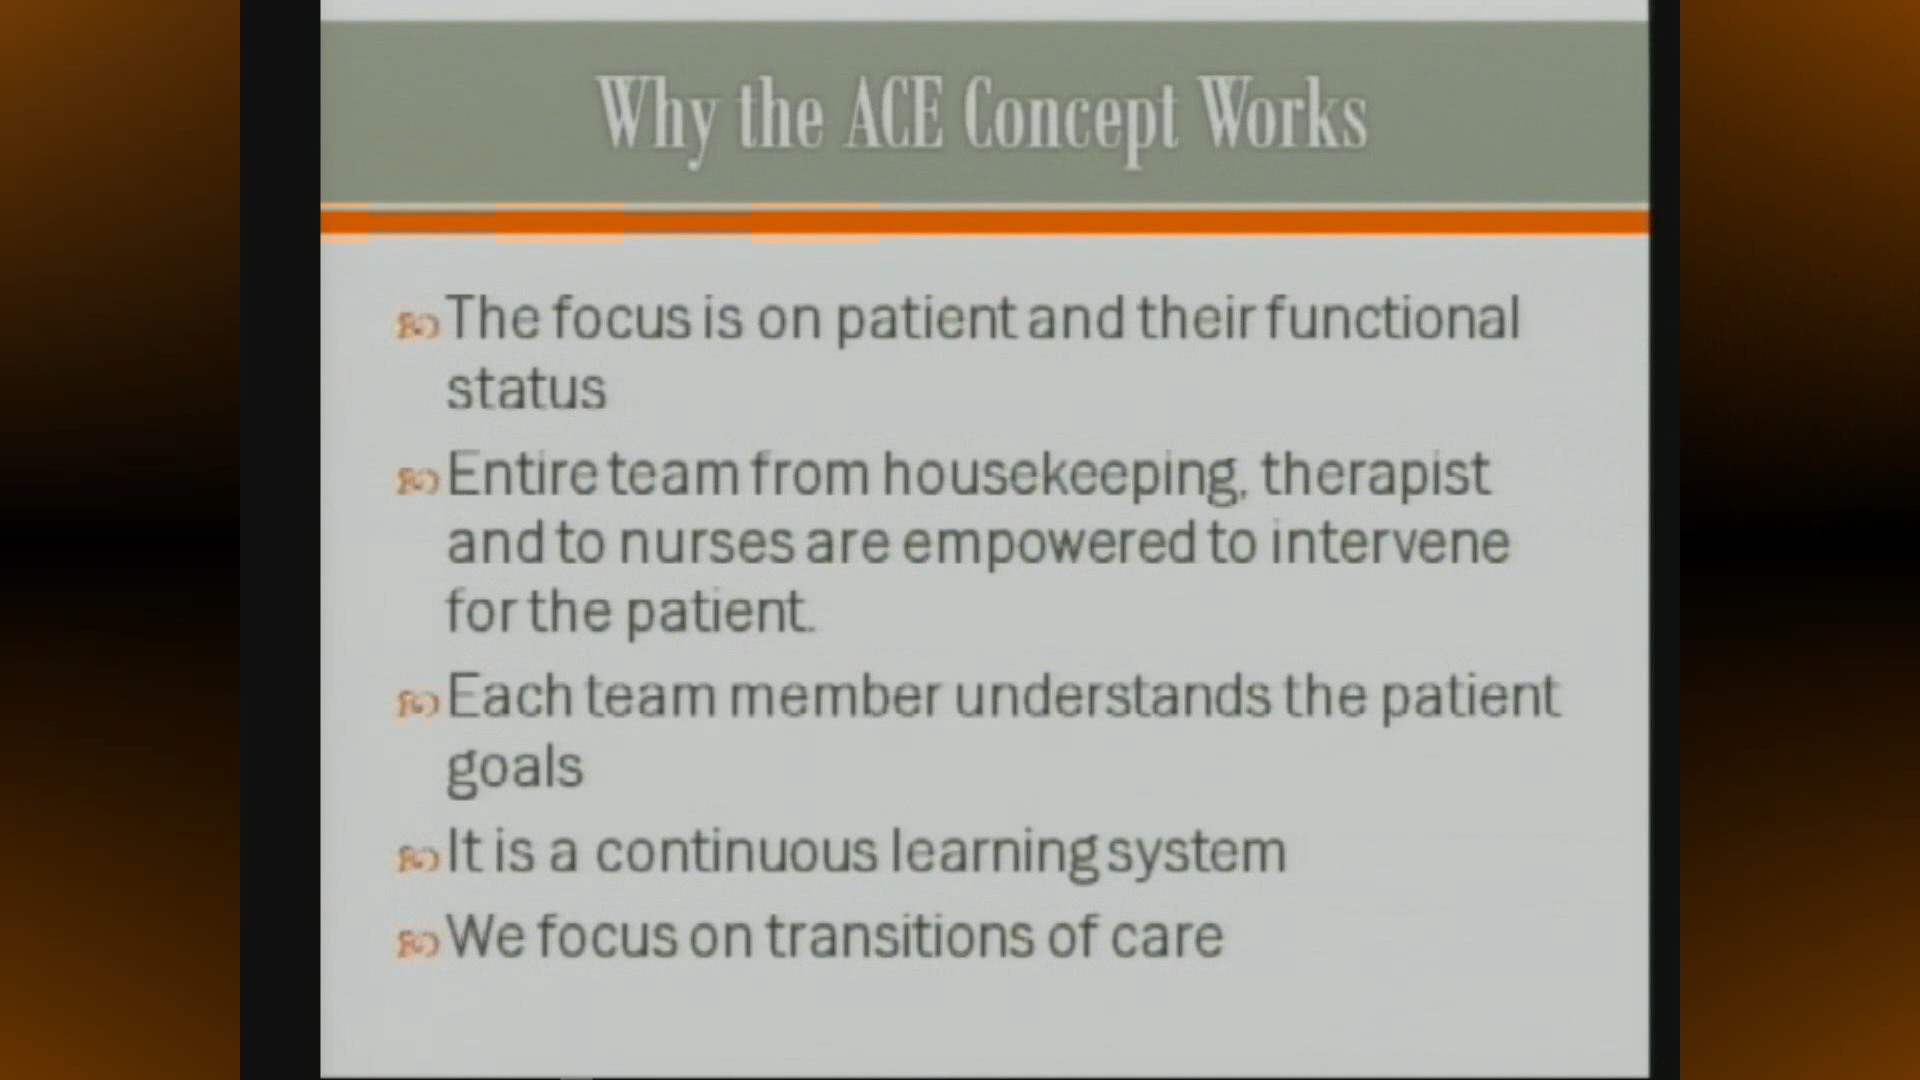 Why the ACE Concept Works
The focus is on patient and their functional
status
Entire team from housekeeping, therapist
and to nurses are empowered to intervene
for the patient.
Each team member understands the patient
goals
It is a continuous learning system
We focus on transitions of care